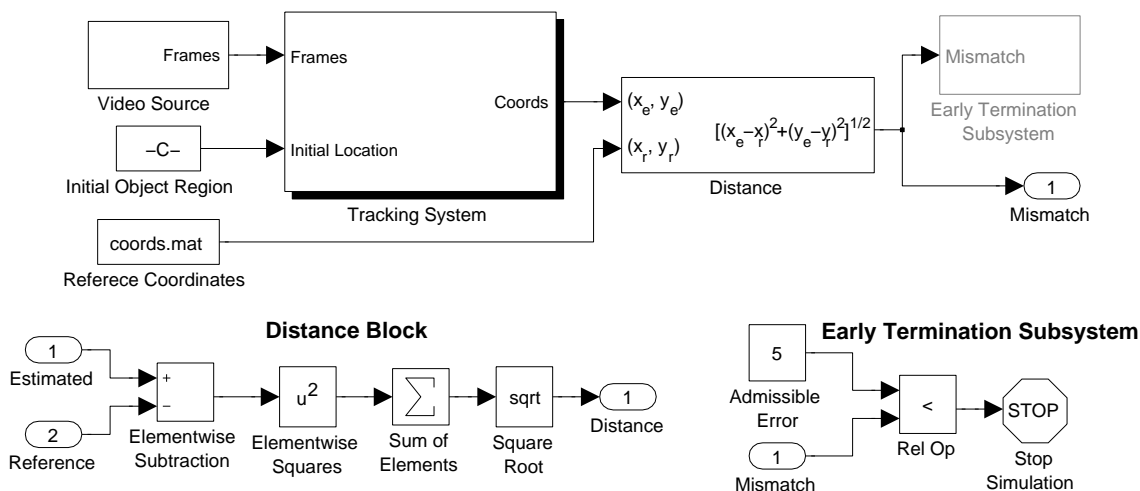 Frames
Video Source
–C–
Initial Object Region
coords.mat
Referece Coordinates
Frames
Initial Location
Coords
Tracking System
(x_e, y_e)
(x_r, y_r)
[(x_e–x_r)^2+(y_e–y_r)^2]^1/2
Distance
Mismatch
Early Termination
Subsystem
1
Mismatch
Distance Block
1
Estimated
2
Reference
+
–
Elementwise
Subtraction
u^2
Elementwise
Squares
∑
Sum of
Elements
sqrt
Square
Root
1
Distance
Early Termination Subsystem
5
Admissible
Error
1
Mismatch
<
Rel Op
STOP
Stop
Simulation